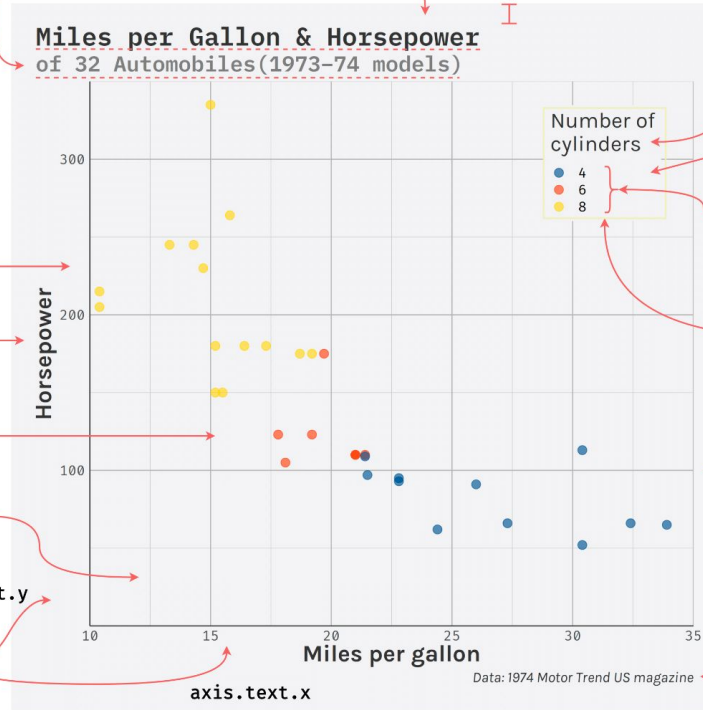 Miles per Gallon & Horsepower
of 32 Automobiles(1973–74 models)
Number of
cylinders
4
6
8
300
200
100
Horsepower
t.y
10 15 20 25 30 35
Miles per gallon
Data: 1974 Motor Trend US magazine
axis.text.x